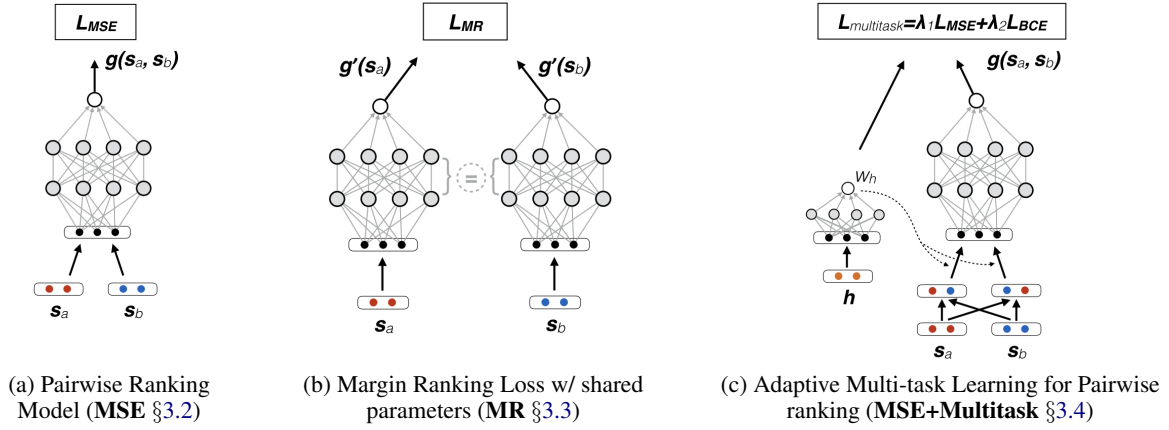 L_MSE
g(s_a, s_b)
s_a
s_b
(a) Pairwise Ranking
Model (MSE §3.2)
L_MR
g'(s_a)
g'(s_b)
=
s_a
s_b
(b) Margin Ranking Loss w/ shared
parameters (MR §3.3)
L_multitask=λ_1L_MSE+λ_2L_BCE
g(s_a, s_b)
w_h
h
s_a
s_b
(c) Adaptive Multi-task Learning for Pairwise
ranking (MSE+Multitask §3.4)